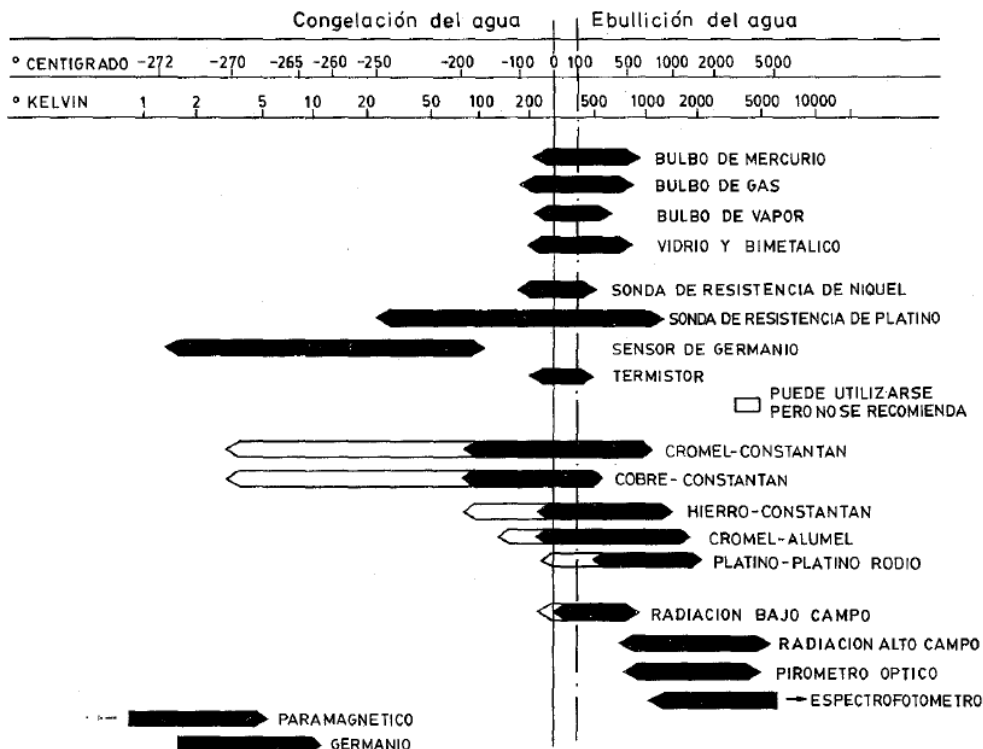 Congelación del agua Ebullición del agua
° CENTIGRADO -272 -270 -265 -260 -250 -200 -100 0 100 500 1000 2000 5000
° KELVIN 1 2 5 10 20 50 100 200 500 1000 2000 5000 10000
BULBO DE MERCURIO
BULBO DE GAS
BULBO DE VAPOR
VIDRIO Y BIMETALICO
SONDA DE RESISTENCIA DE NIQUEL
SONDA DE RESISTENCIA DE PLATINO
SENSOR DE GERMANIO
TERMISTOR
PUEDE UTILIZARSE
PERO NO SE RECOMIENDA
CROMEL-CONSTANTAN
COBRE-CONSTANTAN
HIERRO-CONSTANTAN
CROMEL-ALUMEL
PLATINO-PLATINO RODIO
RADIACION BAJO CAMPO
RADIACION ALTO CAMPO
PIROMETRO OPTICO
ESPECTROFOTOMETRO
PARAMAGNETICO
GERMANIO